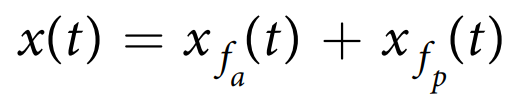 x(t) = x_{f_a}(t) + x_{f_p}(t)